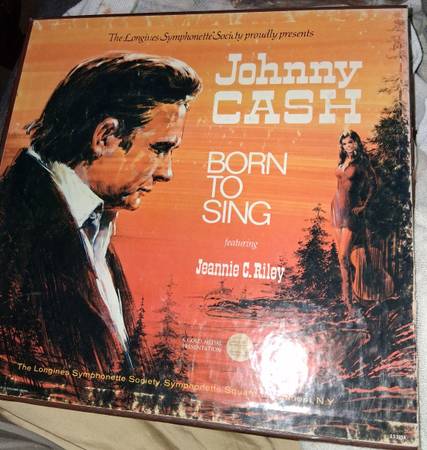 The Longines Symphonette Society proudly presents
Johnny
CASH
BORN
TO
SING
featuring
Jeannie C. Riley
A GOLD MEDAL
PRESENTATION
The Longines Symphonette Society, Symphonette Square, N.Y.